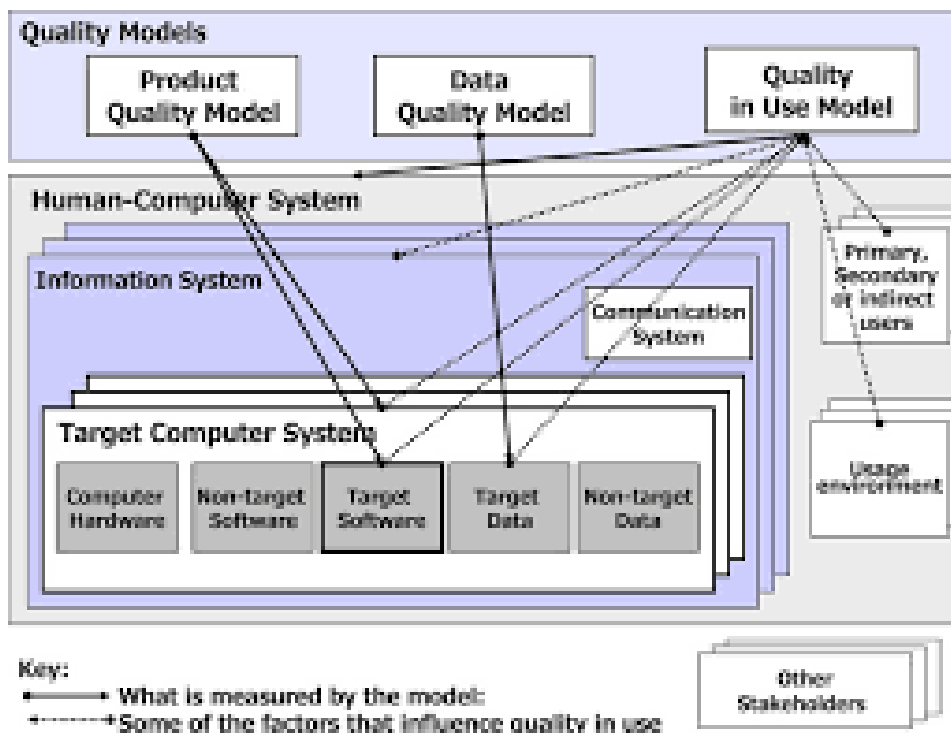 Quality Models
Product
Quality Model
Data
Quality Model
Quality
in Use Model
Human-Computer System
Information System
Communication
System
Primary,
Secondary
or indirect
users
Target Computer System
Computer
Hardware
Non-target
Software
Target
Software
Target
Data
Non-target
Data
Usage
environment
Key:
What is measured by the model:
Some of the factors that influence quality in use
Other
Stakeholders